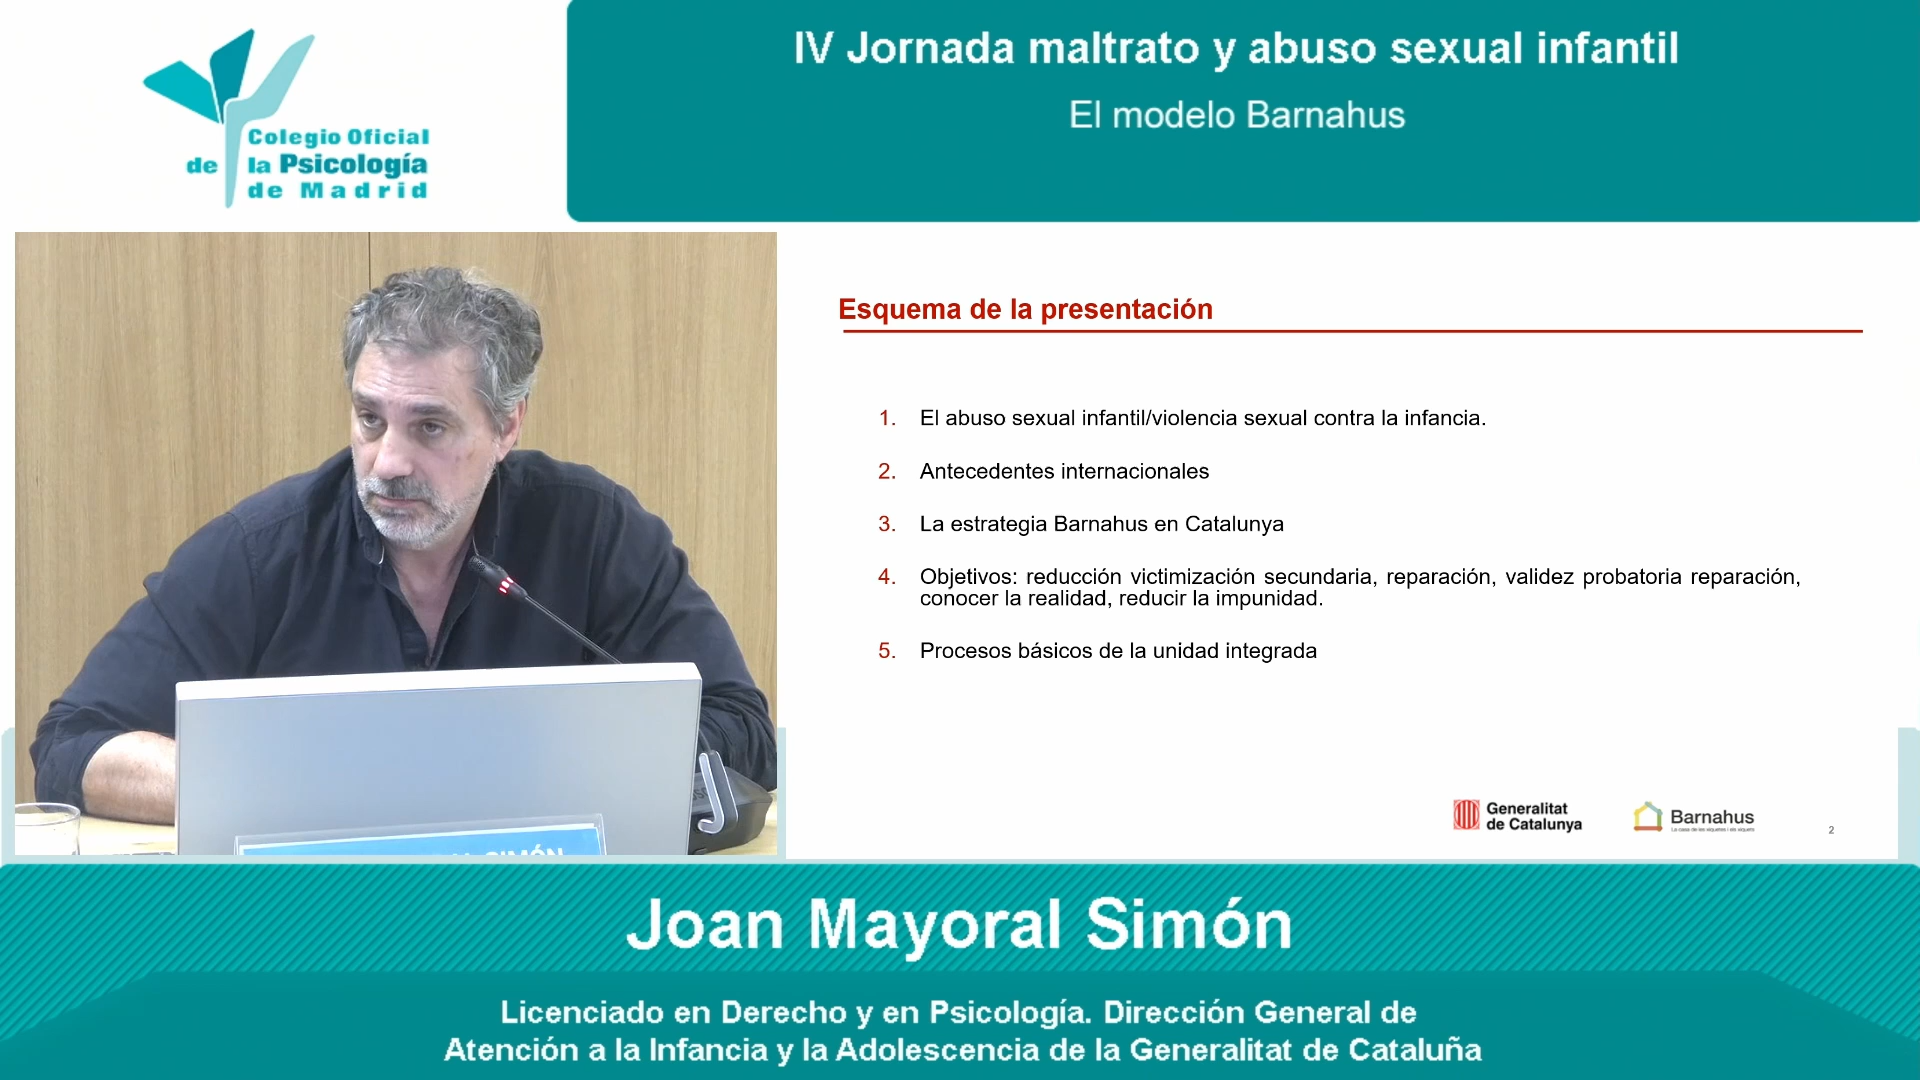 Colegio Oficial
de la Psicología
de Madrid
IV Jornada maltrato y abuso sexual infantil
El modelo Barnahus
Esquema de la presentación
1. El abuso sexual infantil/violencia sexual contra la infancia.
2. Antecedentes internacionales
3. La estrategia Barnahus en Catalunya
4. Objetivos: reducción victimización secundaria, reparación, validez probatoria reparación,
conocer la realidad, reducir la impunidad.
5. Procesos básicos de la unidad integrada
Generalitat
de Catalunya
Barnahus
2
SIMÓN
Joan Mayoral Simón
Licenciado en Derecho y en Psicología. Dirección General de
Atención a la Infancia y la Adolescencia de la Generalitat de Cataluña